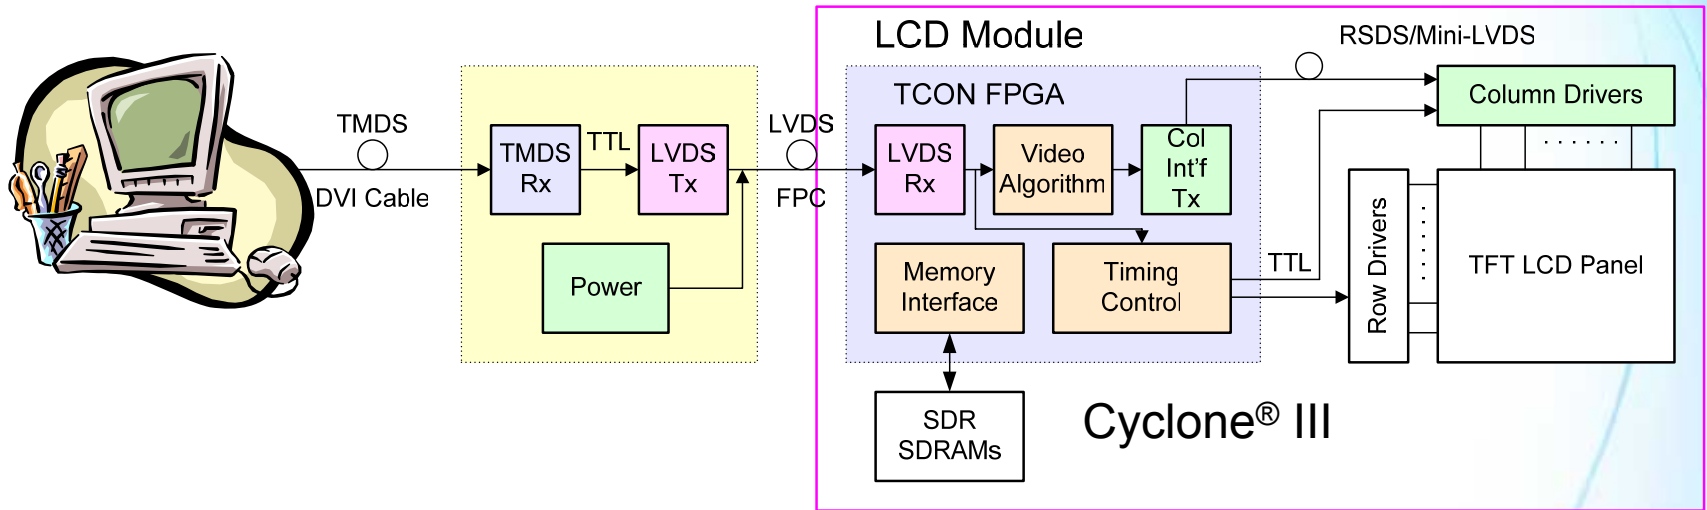 LCD Module
RSDS/Mini-LVDS
TCON FPGA
Column Drivers
TMDS
DVI Cable
TMDS
Rx
TTL
LVDS
Tx
LVDS
FPC
LVDS
Rx
Video
Algorithm
Col
Int'f
Tx
Power
Memory
Interface
Timing
Control
TTL
Row Drivers
TFT LCD Panel
SDR
SDRAMs
Cyclone® III